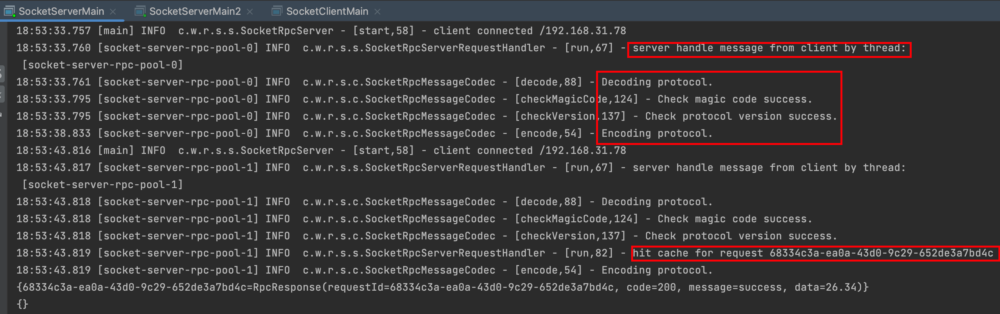 SocketServerMain SocketServerMain2 SocketClientMain
18:53:33.757 [main] INFO  c.w.r.s.s.SocketRpcServer - [start,58] - client connected /192.168.31.78
18:53:33.760 [socket-server-rpc-pool-0] INFO  c.w.r.s.s.SocketRpcServerRequestHandler - [run,67] - server handle message from client by thread:
[socket-server-rpc-pool-0]
18:53:33.761 [socket-server-rpc-pool-0] INFO  c.w.r.s.c.SocketRpcMessageCodec - [decode,88] - Decoding protocol.
18:53:33.795 [socket-server-rpc-pool-0] INFO  c.w.r.s.c.SocketRpcMessageCodec - [checkMagicCode,124] - Check magic code success.
18:53:33.795 [socket-server-rpc-pool-0] INFO  c.w.r.s.c.SocketRpcMessageCodec - [checkVersion,137] - Check protocol version success.
18:53:38.833 [socket-server-rpc-pool-0] INFO  c.w.r.s.c.SocketRpcMessageCodec - [encode,54] - Encoding protocol.
18:53:43.816 [main] INFO  c.w.r.s.s.SocketRpcServer - [start,58] - client connected /192.168.31.78
18:53:43.817 [socket-server-rpc-pool-1] INFO  c.w.r.s.s.SocketRpcServerRequestHandler - [run,67] - server handle message from client by thread:
[socket-server-rpc-pool-1]
18:53:43.818 [socket-server-rpc-pool-1] INFO  c.w.r.s.c.SocketRpcMessageCodec - [decode,88] - Decoding protocol.
18:53:43.818 [socket-server-rpc-pool-1] INFO  c.w.r.s.c.SocketRpcMessageCodec - [checkMagicCode,124] - Check magic code success.
18:53:43.818 [socket-server-rpc-pool-1] INFO  c.w.r.s.c.SocketRpcMessageCodec - [checkVersion,137] - Check protocol version success.
18:53:43.819 [socket-server-rpc-pool-1] INFO  c.w.r.s.s.SocketRpcServerRequestHandler - [run,82] - hit cache for request 68334c3a-ea0a-43d0-9c29-652de3a7bd4c
18:53:43.819 [socket-server-rpc-pool-1] INFO  c.w.r.s.c.SocketRpcMessageCodec - [encode,54] - Encoding protocol.
{68334c3a-ea0a-43d0-9c29-652de3a7bd4c=RpcResponse(requestId=68334c3a-ea0a-43d0-9c29-652de3a7bd4c, code=200, message=success, data=26.34)}
{}